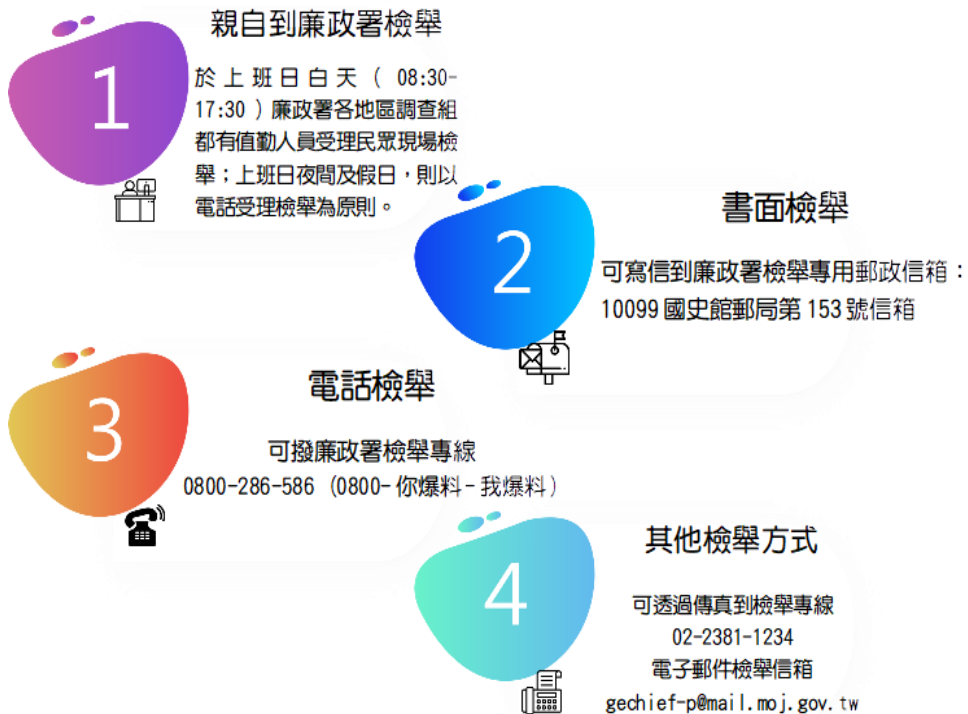 1
親自到廉政署檢舉
於上班日白天（08:30-
17:30）廉政署各地區調查組
都有值勤人員受理民眾現場檢
舉；上班日夜間及假日，則以
電話受理檢舉為原則。
2
書面檢舉
可寫信到廉政署檢舉專用郵政信箱：
10099 國史館郵局第 153 號信箱
3
電話檢舉
可撥廉政署檢舉專線
0800-286-586（0800-你爆料-我爆料）
4
其他檢舉方式
可透過傳真到檢舉專線
02-2381-1234
電子郵件檢舉信箱
gechief-p@mail.moj.gov.tw